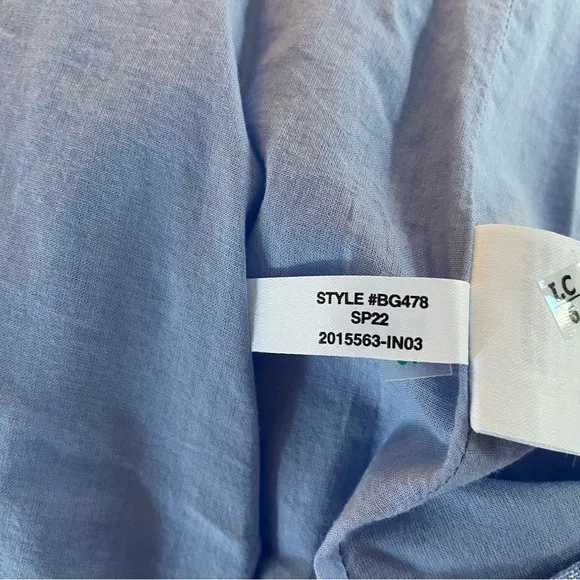 STYLE #BG478
SP22
2015563-IN03
I.C